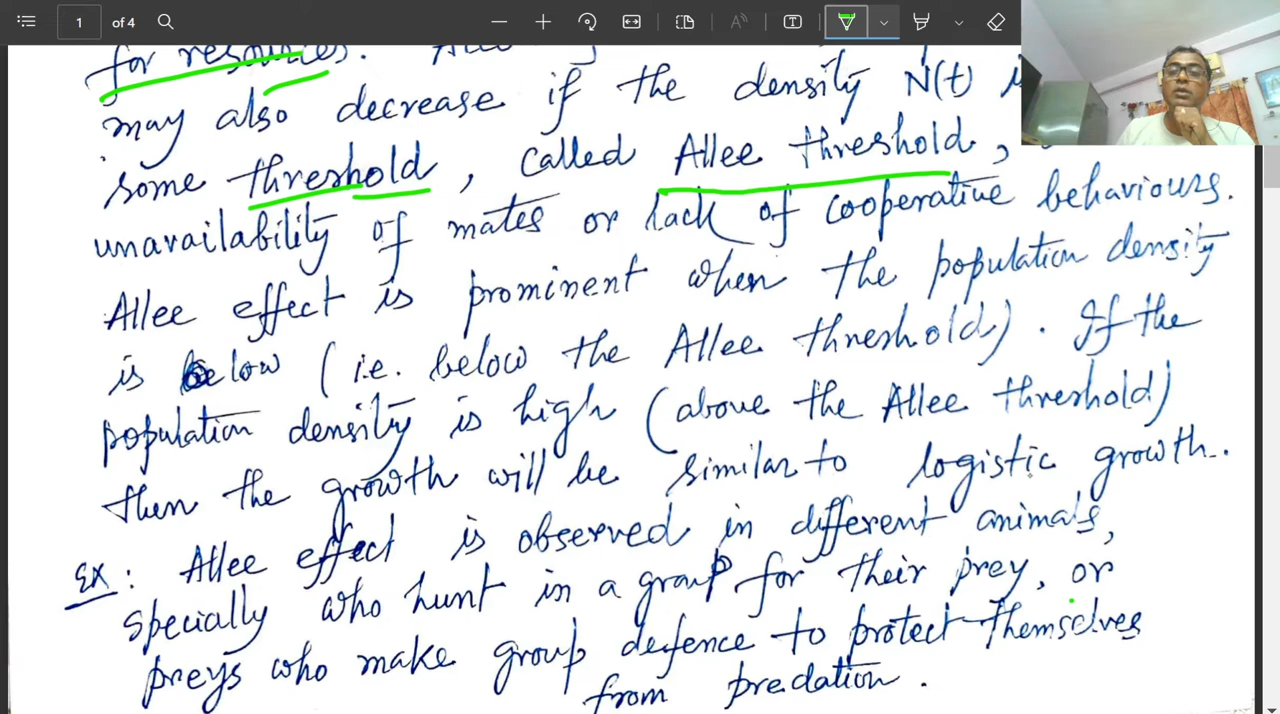 1 of 4
for resources.
may also decrease if the density N(t)
some threshold, called Allee threshold,
unavailability of mates or lack of cooperative behaviours.
Allee effect is prominent when the population density
is below (i.e. below the Allee threshold). If the
population density is high (above the Allee threshold)
then the growth will be similar to logistic growth.
Ex: Allee effect is observed in different animals,
specially who hunt in a group for their prey, or
preys who make group defence to protect themselves
from predation.